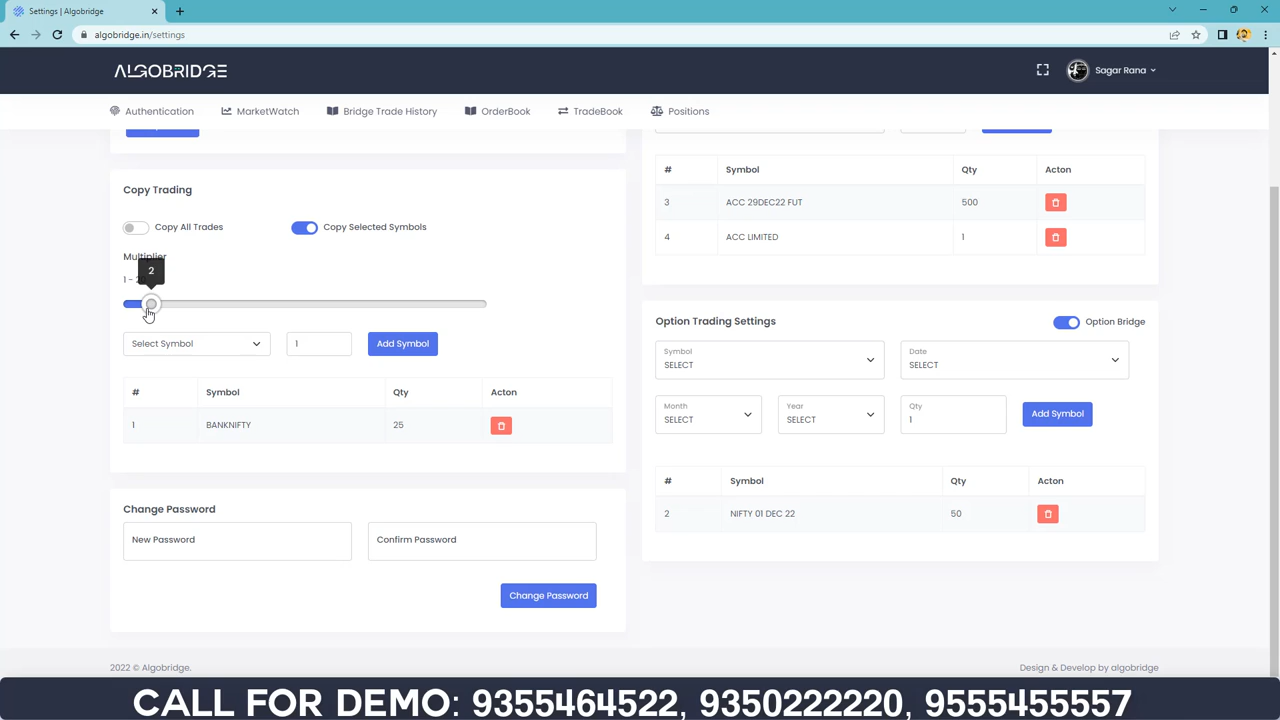 Settings | Algobridge
algobridge.in/settings
ALGOBRIDGE
Sagar Rana
Authentication MarketWatch Bridge Trade History OrderBook TradeBook Positions
Copy Trading
Copy All Trades Copy Selected Symbols
Multiplier
2
1 -
Select Symbol 1 Add Symbol
# Symbol Qty Acton
1 BANKNIFTY 25
Change Password
New Password Confirm Password
Change Password
# Symbol Qty Acton
3 ACC 29DEC22 FUT 500
4 ACC LIMITED 1
Option Trading Settings Option Bridge
Symbol Date
SELECT SELECT
Month Year Qty
SELECT SELECT 1 Add Symbol
# Symbol Qty Acton
2 NIFTY 01 DEC 22 50
2022 © Algobridge. Design & Develop by algobridge
CALL FOR DEMO: 9355464522, 9350222220, 9555455557